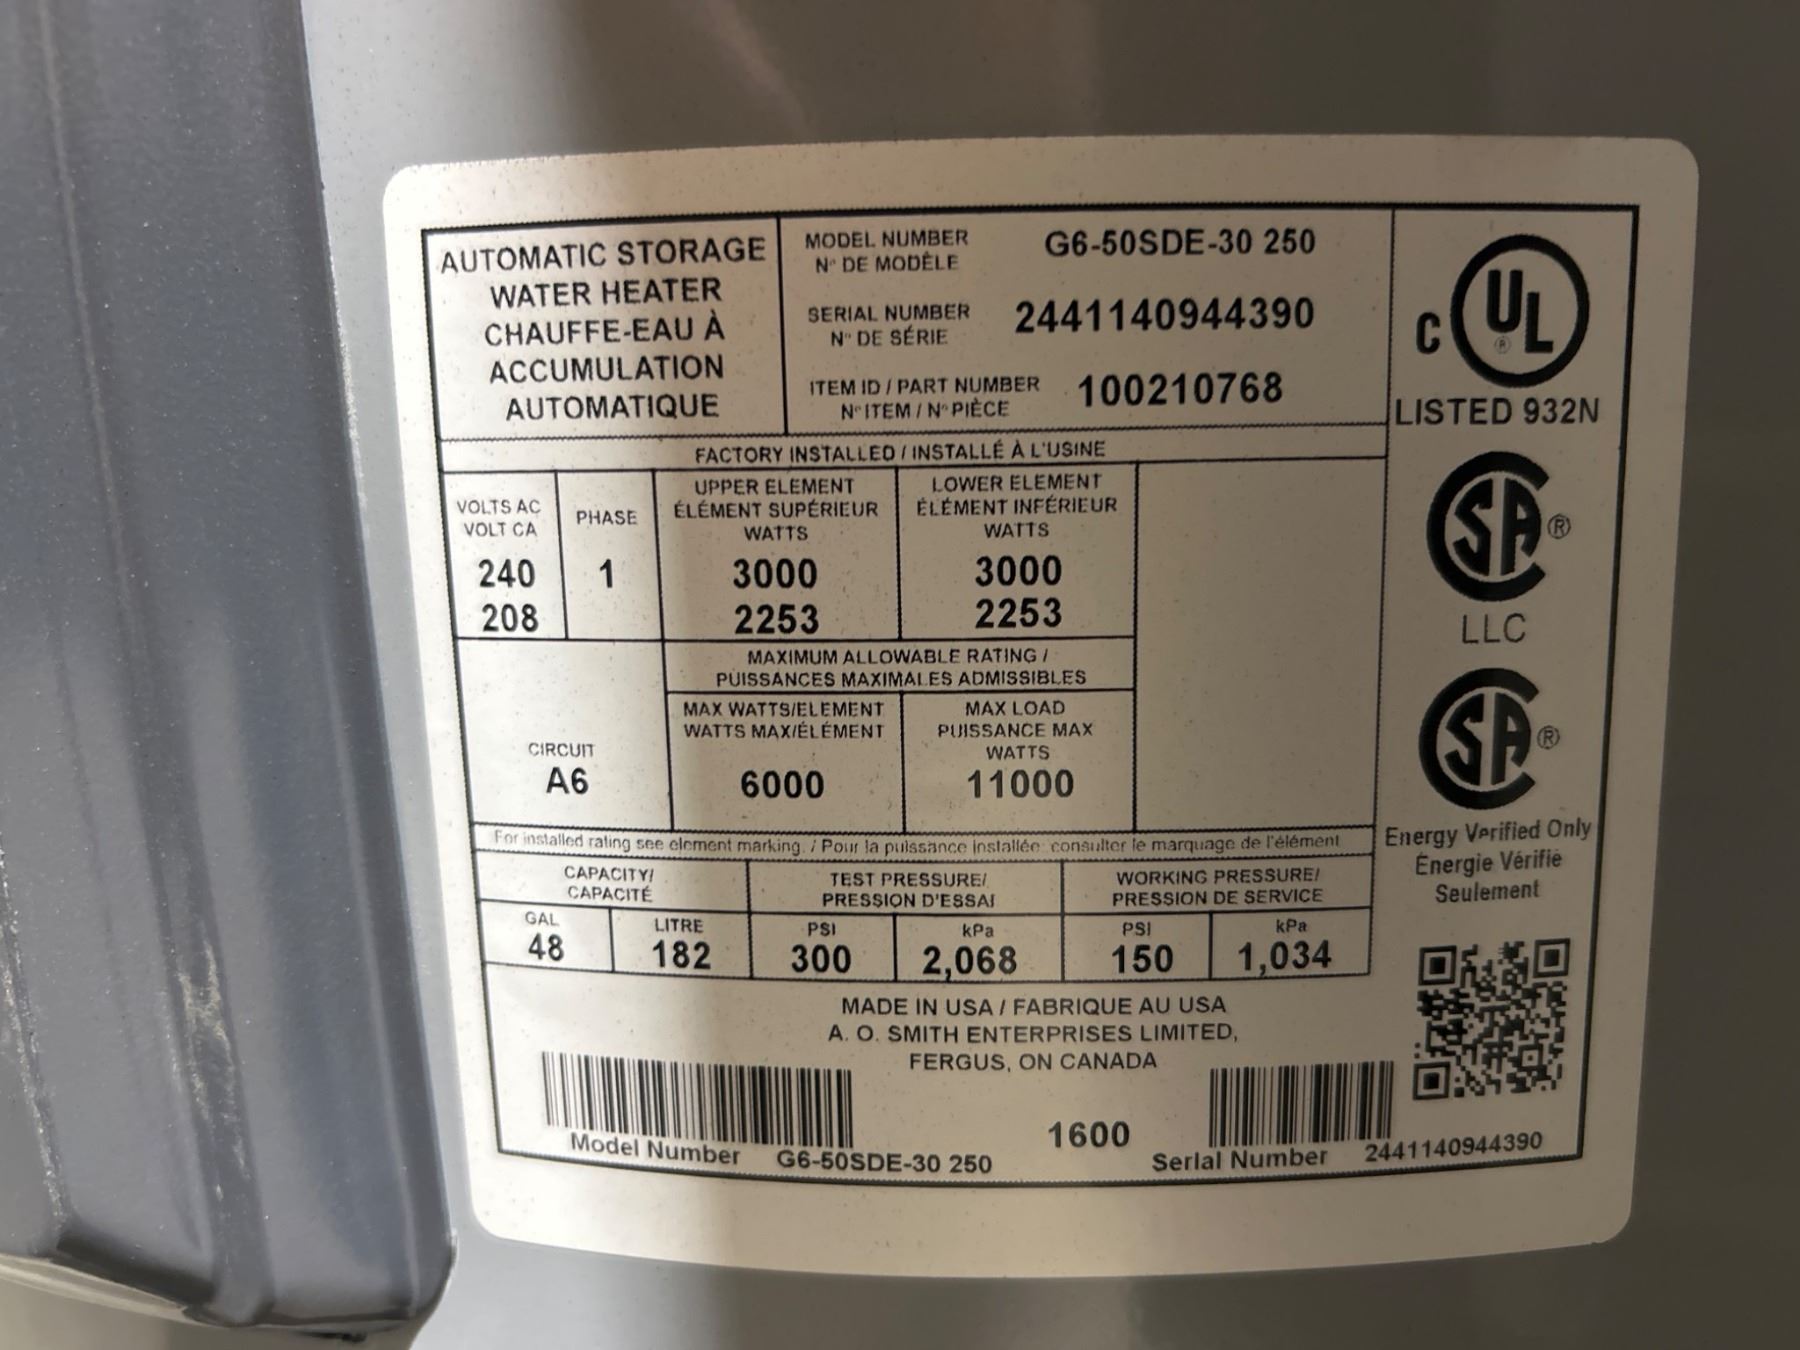 AUTOMATIC STORAGE
WATER HEATER
CHAUFFE-EAU À
ACCUMULATION
AUTOMATIQUE
MODEL NUMBER G6-50SDE-30 250
N° DE MODÈLE
SERIAL NUMBER 2441140944390
N° DE SÉRIE
ITEM ID / PART NUMBER 100210768
N° ITEM / N° PIÈCE
C UL ®
LISTED 932N
FACTORY INSTALLED / INSTALLÉ À L'USINE
VOLTS AC
VOLT CA
240
208
PHASE
1
UPPER ELEMENT
ÉLÉMENT SUPÉRIEUR
WATTS
3000
2253
LOWER ELEMENT
ÉLÉMENT INFÉRIEUR
WATTS
3000
2253
SA ®
LLC
MAXIMUM ALLOWABLE RATING /
PUISSANCES MAXIMALES ADMISSIBLES
CIRCUIT
A6
MAX WATTS/ELEMENT
WATTS MAX/ÉLÉMENT
6000
MAX LOAD
PUISSANCE MAX
WATTS
11000
SA ®
Energy Verified Only
Énergie Vérifié
Seulement
For installed rating see element marking. / Pour la puissance installée: consulter le marquage de l'élément
CAPACITY/
CAPACITÉ
GAL
48
LITRE
182
TEST PRESSURE/
PRESSION D'ESSAI
PSI
300
kPa
2,068
WORKING PRESSURE/
PRESSION DE SERVICE
PSI
150
kPa
1,034
MADE IN USA / FABRIQUE AU USA
A. O. SMITH ENTERPRISES LIMITED,
FERGUS, ON CANADA
Model Number G6-50SDE-30 250
1600
Serial Number 2441140944390